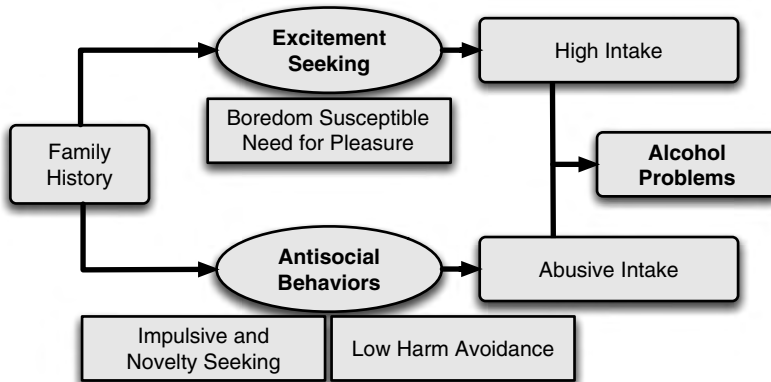 Excitement
Seeking
High Intake
Boredom Susceptible
Need for Pleasure
Family
History
Alcohol
Problems
Antisocial
Behaviors
Abusive Intake
Impulsive and
Novelty Seeking
Low Harm Avoidance